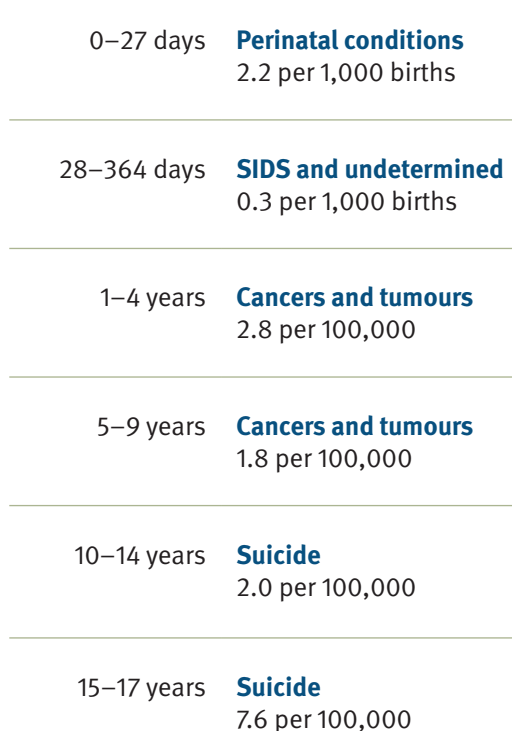 0–27 days Perinatal conditions
2.2 per 1,000 births
28–364 days SIDS and undetermined
0.3 per 1,000 births
1–4 years Cancers and tumours
2.8 per 100,000
5–9 years Cancers and tumours
1.8 per 100,000
10–14 years Suicide
2.0 per 100,000
15–17 years Suicide
7.6 per 100,000